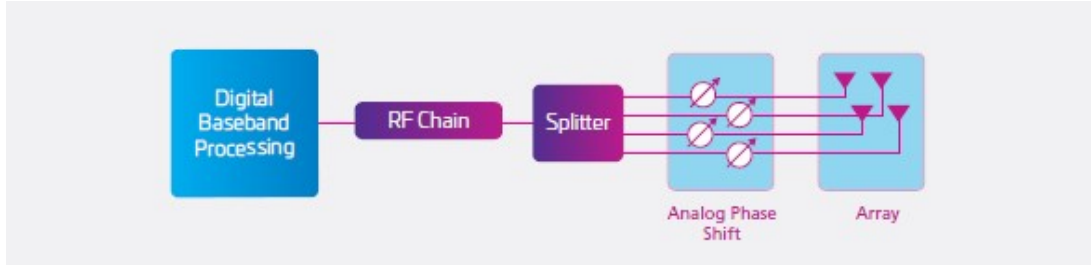 Digital
Baseband
Processing
RF Chain
Splitter
Analog Phase
Shift
Array